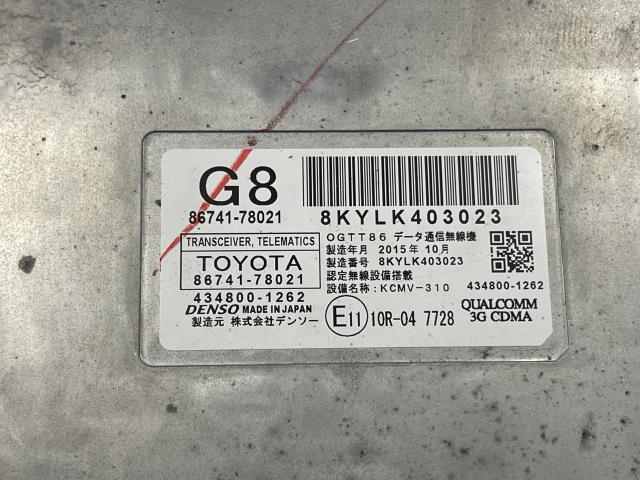 G8
86741-78021
8KYLK403023
TRANSCEIVER, TELEMATICS
TOYOTA
86741-78021
434800-1262
DENSO MADE IN JAPAN
製造元 株式会社デンソー
OGTT86 データ通信無線機
製造年月 2015年 10月
製造番号 8KYLK403023
認定無線設備搭載
設備名称:KCMV-310
434800-1262
E11 10R-04 7728
QUALCOMM
3G CDMA